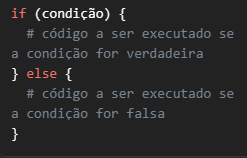 if (condição) {
  # código a ser executado se
a condição for verdadeira
} else {
  # código a ser executado se
a condição for falsa
}